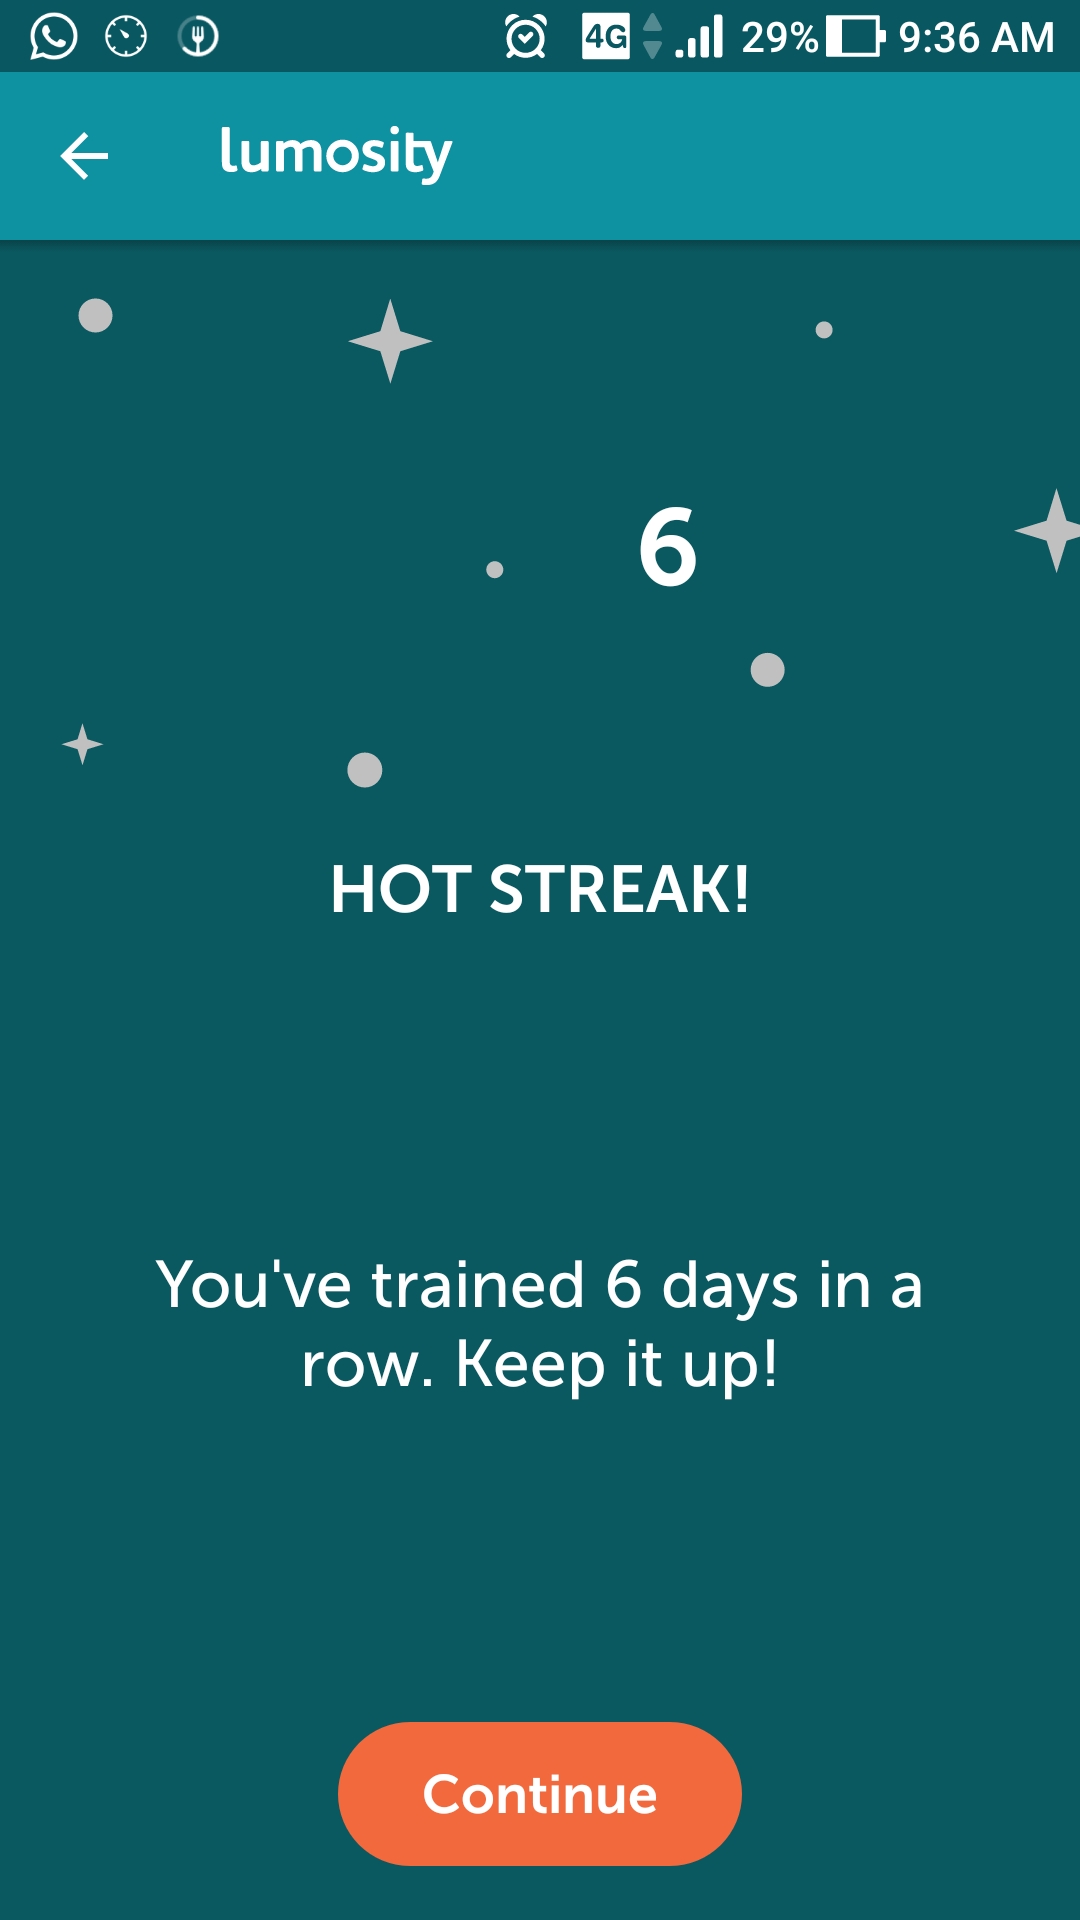 4G 29% 9:36 AM
lumosity
6
HOT STREAK!
You've trained 6 days in a
row. Keep it up!
Continue